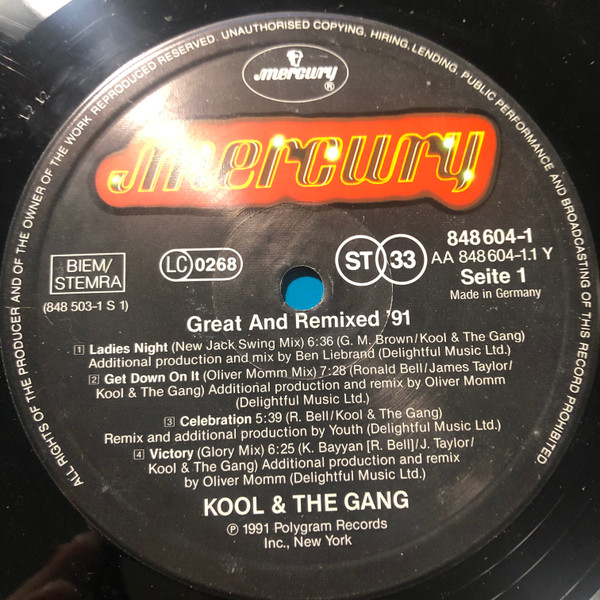 ALL RIGHTS OF THE PRODUCER AND OF THE OWNER OF THE WORK REPRODUCED RESERVED. UNAUTHORISED COPYING, HIRING, LENDING, PUBLIC PERFORMANCE AND BROADCASTING OF THIS RECORD PROHIBITED.
mercury
®
mercury
BIEM/
STEMRA
(848 503-1 S 1)
LC 0268
ST 33
848 604-1
AA 848 604-1.1 Y
Seite 1
Made in Germany
Great And Remixed '91
1 Ladies Night (New Jack Swing Mix) 6:36 (G. M. Brown/Kool & The Gang)
Additional production and mix by Ben Liebrand (Delightful Music Ltd.)
2 Get Down On It (Oliver Momm Mix) 7:28 (Ronald Bell/James Taylor/
Kool & The Gang) Additional production and remix by Oliver Momm
(Delightful Music Ltd.)
3 Celebration 5:39 (R. Bell/Kool & The Gang)
Remix and additional production by Youth (Delightful Music Ltd.)
4 Victory (Glory Mix) 6:25 (K. Bayyan [R. Bell]/J. Taylor/
Kool & The Gang) Additional production and remix
by Oliver Momm (Delightful Music Ltd.)
KOOL & THE GANG
℗ 1991 Polygram Records
Inc., New York